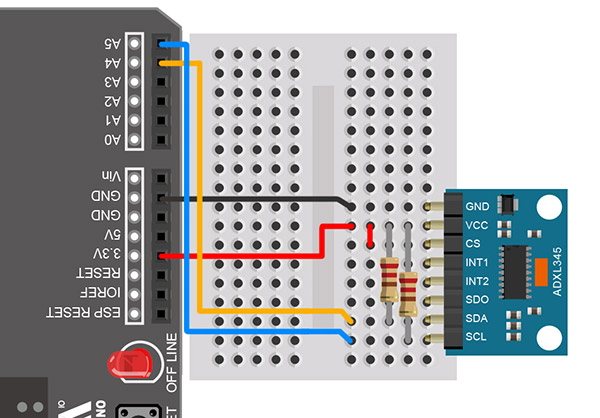 A5
A4
A3
A2
A1
A0
Vin
GND
GND
5V
3.3V
RESET
IOREF
ESP RESET
OFF LINE
GND
VCC
CS
INT1
INT2
SDO
SDA
SCL
ADXL345